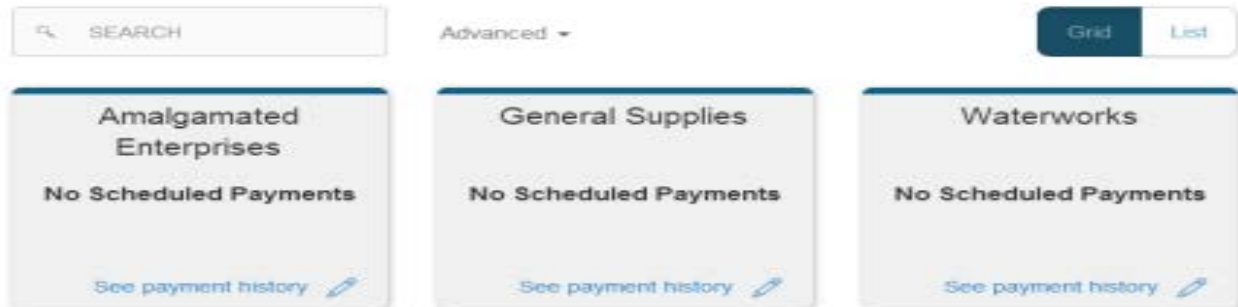 SEARCH
Advanced
Grid
List
Amalgamated
Enterprises
No Scheduled Payments
See payment history
General Supplies
No Scheduled Payments
See payment history
Waterworks
No Scheduled Payments
See payment history